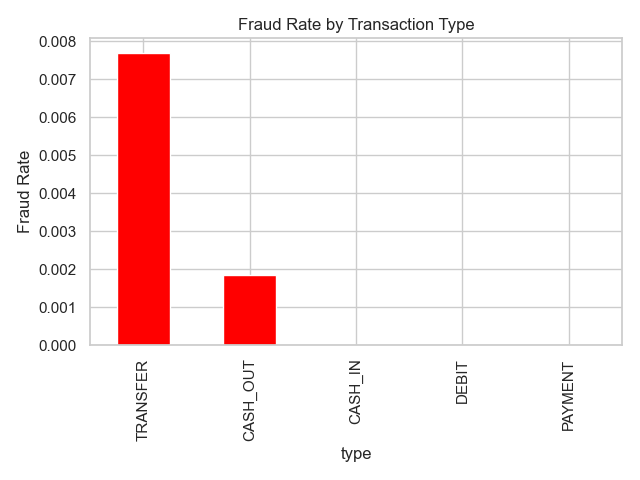 Fraud Rate by Transaction Type
Fraud Rate
0.008
0.007
0.006
0.005
0.004
0.003
0.002
0.001
0.000
TRANSFER
CASH_OUT
CASH_IN
DEBIT
PAYMENT
type